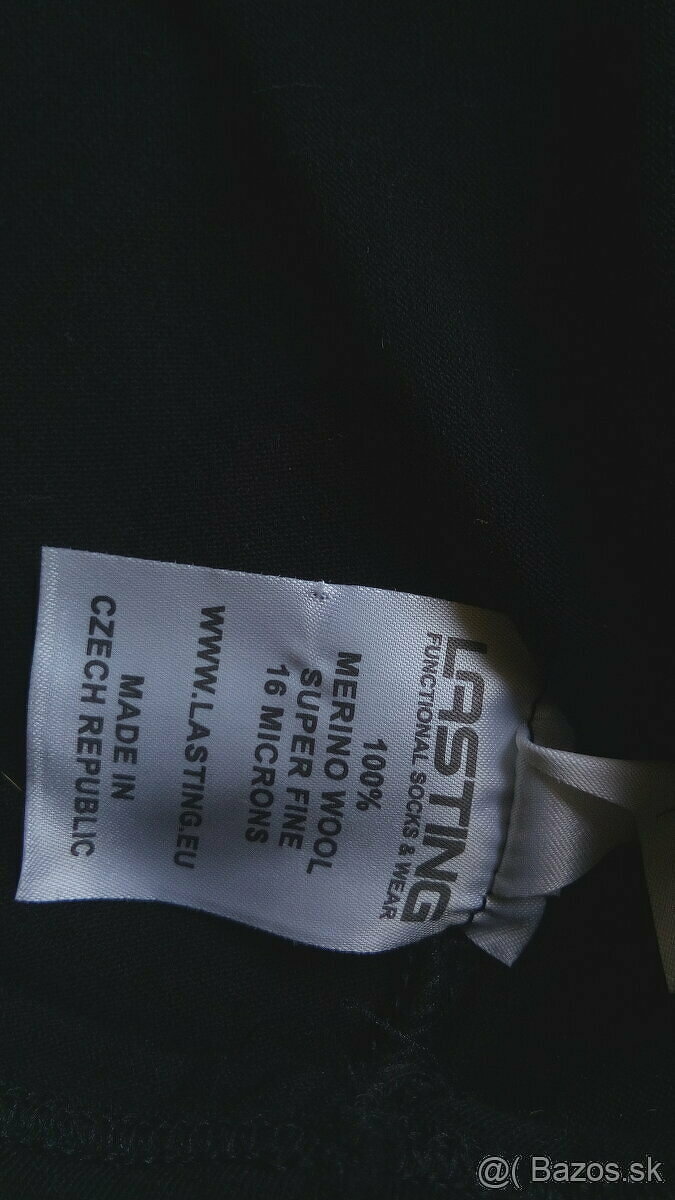 LASTING
FUNCTIONAL SOCKS & WEAR
100%
MERINO WOOL
SUPER FINE
16 MICRONS
WWW.LASTING.EU
MADE IN
CZECH REPUBLIC
@( Bazos.sk